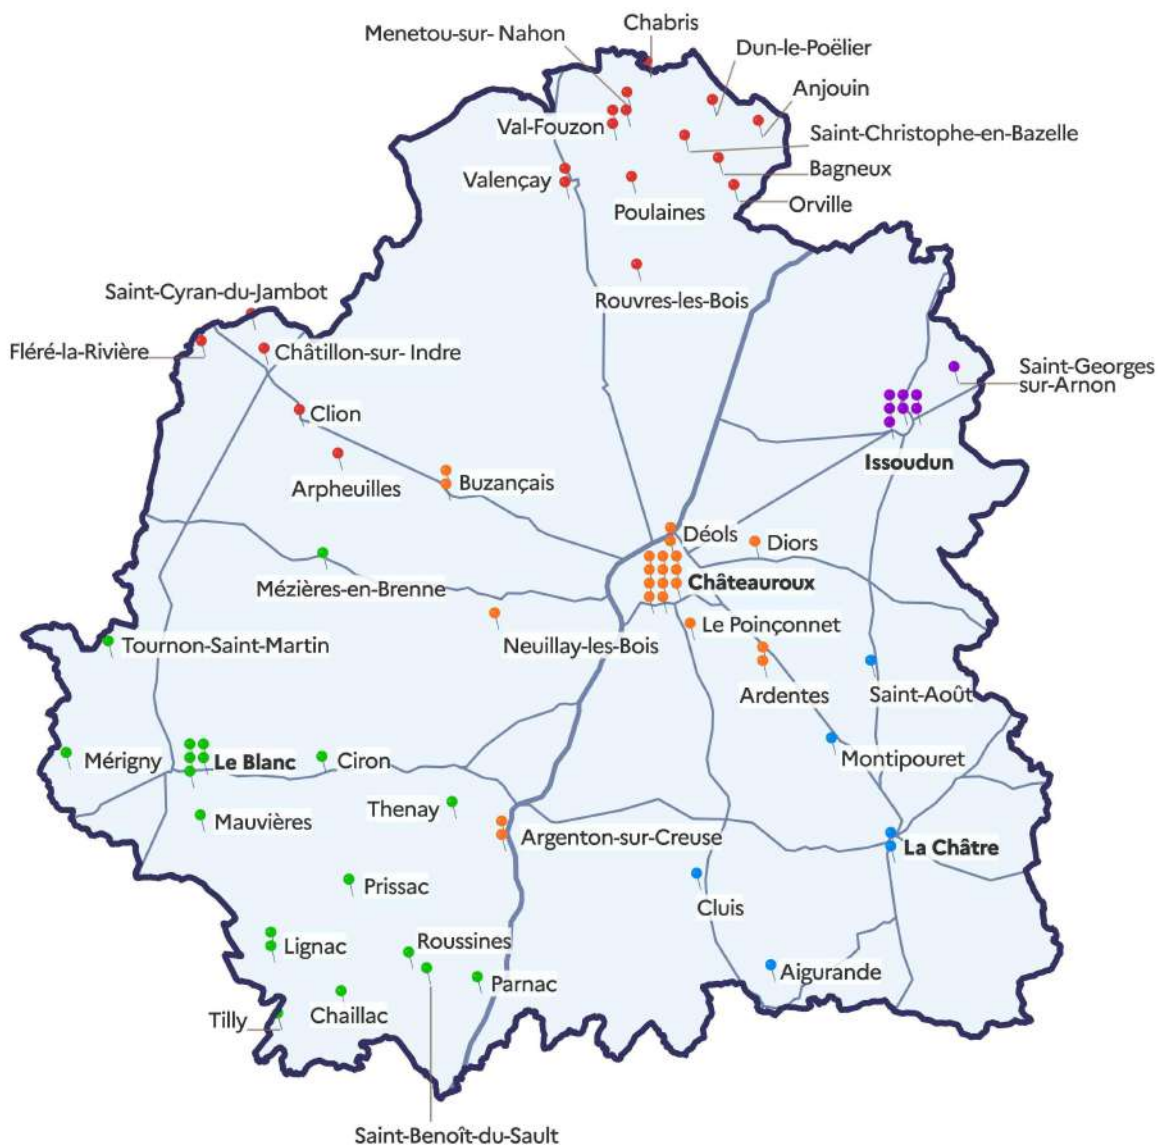 Chabris
Menetou-sur- Nahon
Dun-le-Poëlier
Anjouin
Val-Fouzon
Saint-Christophe-en-Bazelle
Valençay
Bagneux
Poulaines
Orville
Rouvres-les-Bois
Saint-Cyran-du-Jambot
Fléré-la-Rivière
Châtillon-sur- Indre
Saint-Georges
sur-Arnon
Clion
Issoudun
Arpheuilles
Buzançais
Déols
Diors
Châteauroux
Mézières-en-Brenne
Le Poinçonnet
Tournon-Saint-Martin
Neuillay-les-Bois
Ardentes
Saint-Août
Mérigny
Le Blanc
Ciron
Montipouret
Thenay
Mauvières
Argenton-sur-Creuse
La Châtre
Prissac
Cluis
Lignac
Roussines
Aigurande
Parnac
Tilly
Chaillac
Saint-Benoît-du-Sault